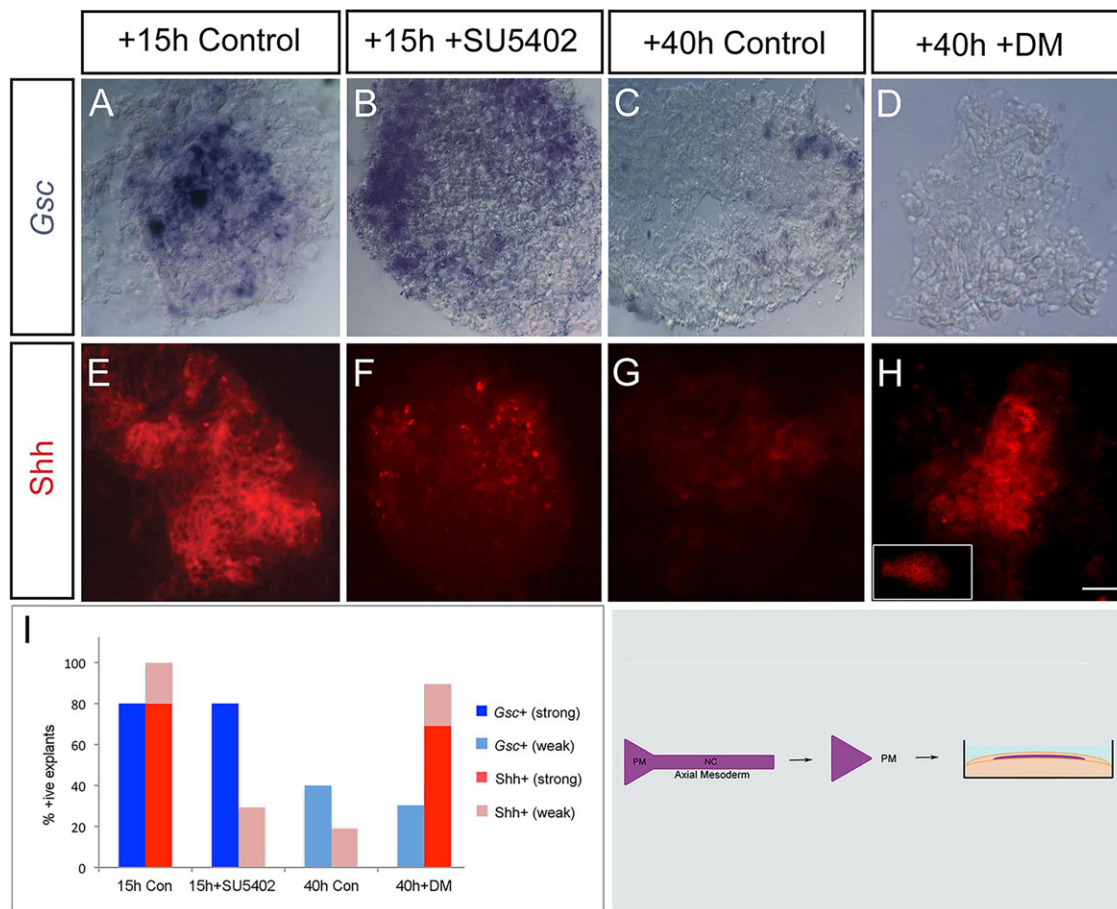 +15h Control
+15h +SU5402
+40h Control
+40h +DM
Gsc
A
B
C
D
Shh
E
F
G
H
I
100
80
60
40
20
0
% +ive explants
15h Con
15h+SU5402
40h Con
40h+DM
Gsc+ (strong)
Gsc+ (weak)
Shh+ (strong)
Shh+ (weak)
PM
NC
Axial Mesoderm
PM